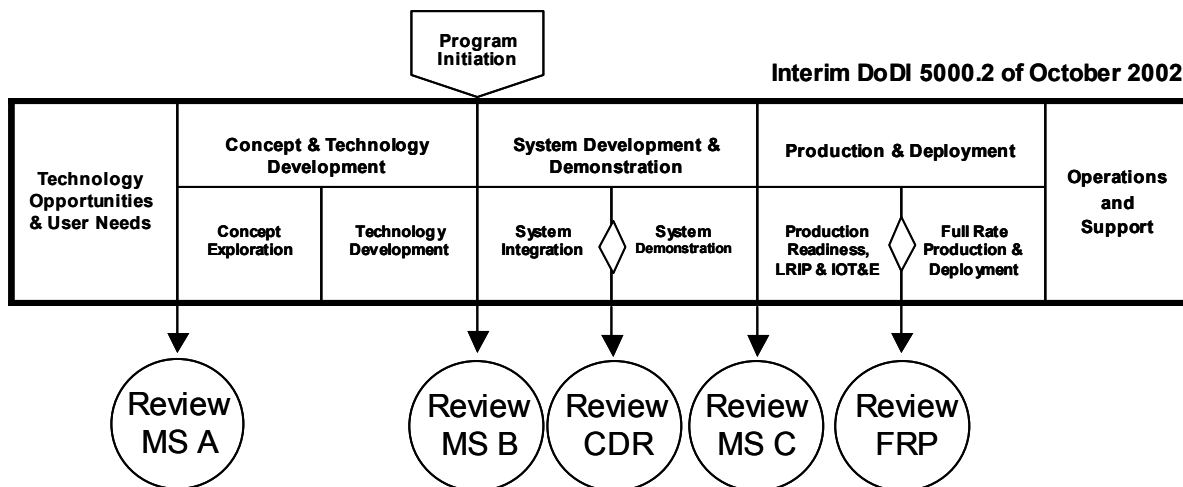 Program
Initiation
Interim DoDI 5000.2 of October 2002
Technology
Opportunities
& User Needs
Concept & Technology
Development
Concept
Exploration
Technology
Development
System Development &
Demonstration
System
Integration
System
Demonstration
Production & Deployment
Production
Readiness,
LRIP & IOT&E
Full Rate
Production &
Deployment
Operations
and
Support
Review
MS A
Review
MS B
Review
CDR
Review
MS C
Review
FRP